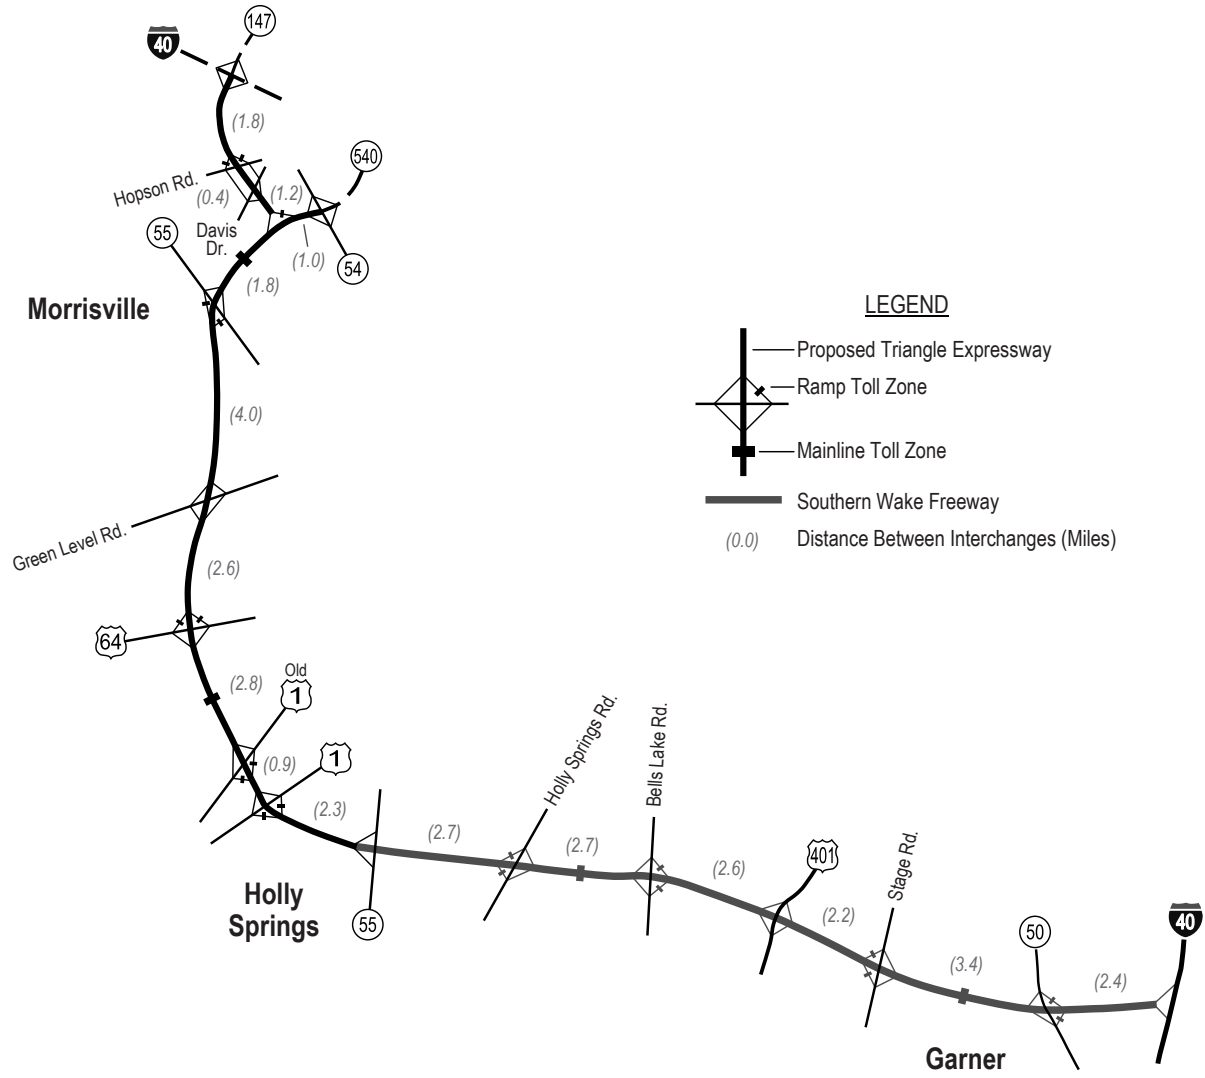 147
40
(1.8)
540
Hopson Rd.
(0.4)
(1.2)
55
Davis
Dr.
(1.0)
54
(1.8)
Morrisville
LEGEND
Proposed Triangle Expressway
Ramp Toll Zone
Mainline Toll Zone
Southern Wake Freeway
(0.0) Distance Between Interchanges (Miles)
(4.0)
Green Level Rd.
(2.6)
64
(2.8)
Old
1
(0.9)
1
(2.3)
Holly Springs Rd.
Bells Lake Rd.
(2.7)
(2.7)
(2.6)
401
Stage Rd.
Holly
Springs
55
(2.2)
50
40
(3.4)
(2.4)
Garner